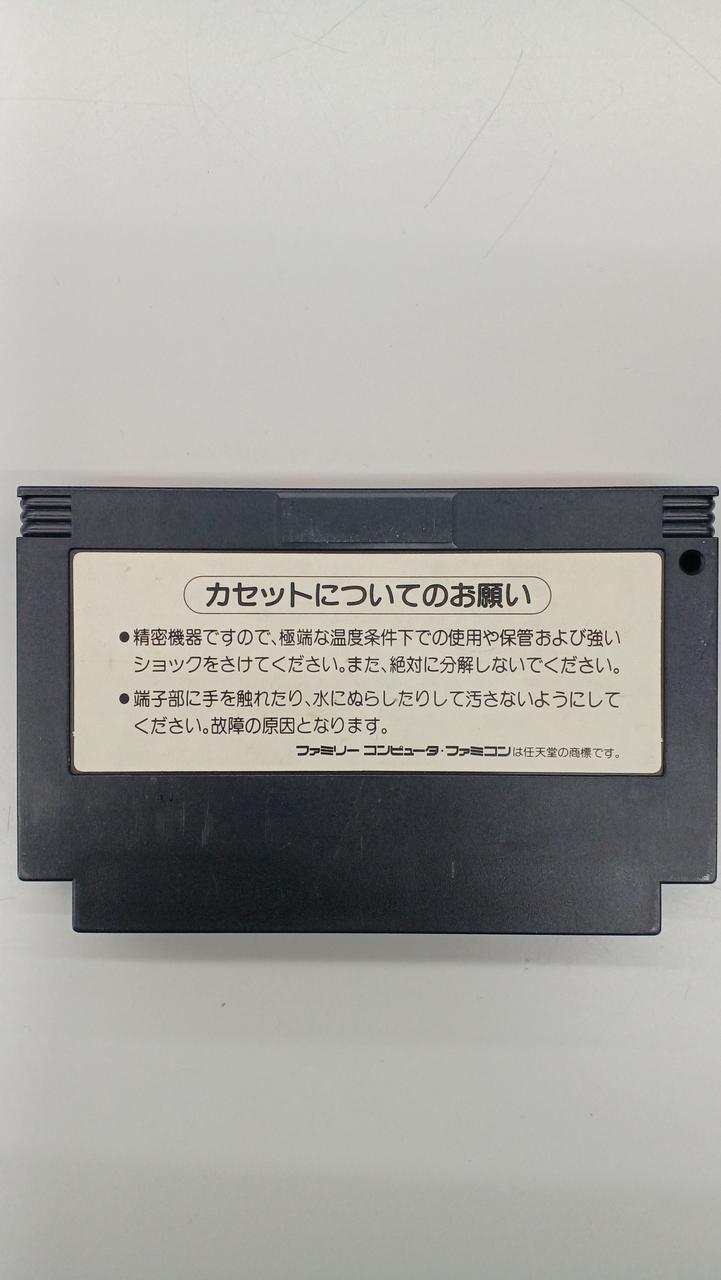 カセットについてのお願い
●精密機器ですので、極端な温度条件下での使用や保管および強い
ショックをさけてください。また、絶対に分解しないでください。
●端子部に手を触れたり、水にぬらしたりして汚さないようにして
ください。故障の原因となります。
ファミリー コンピュータ・ファミコンは任天堂の商標です。